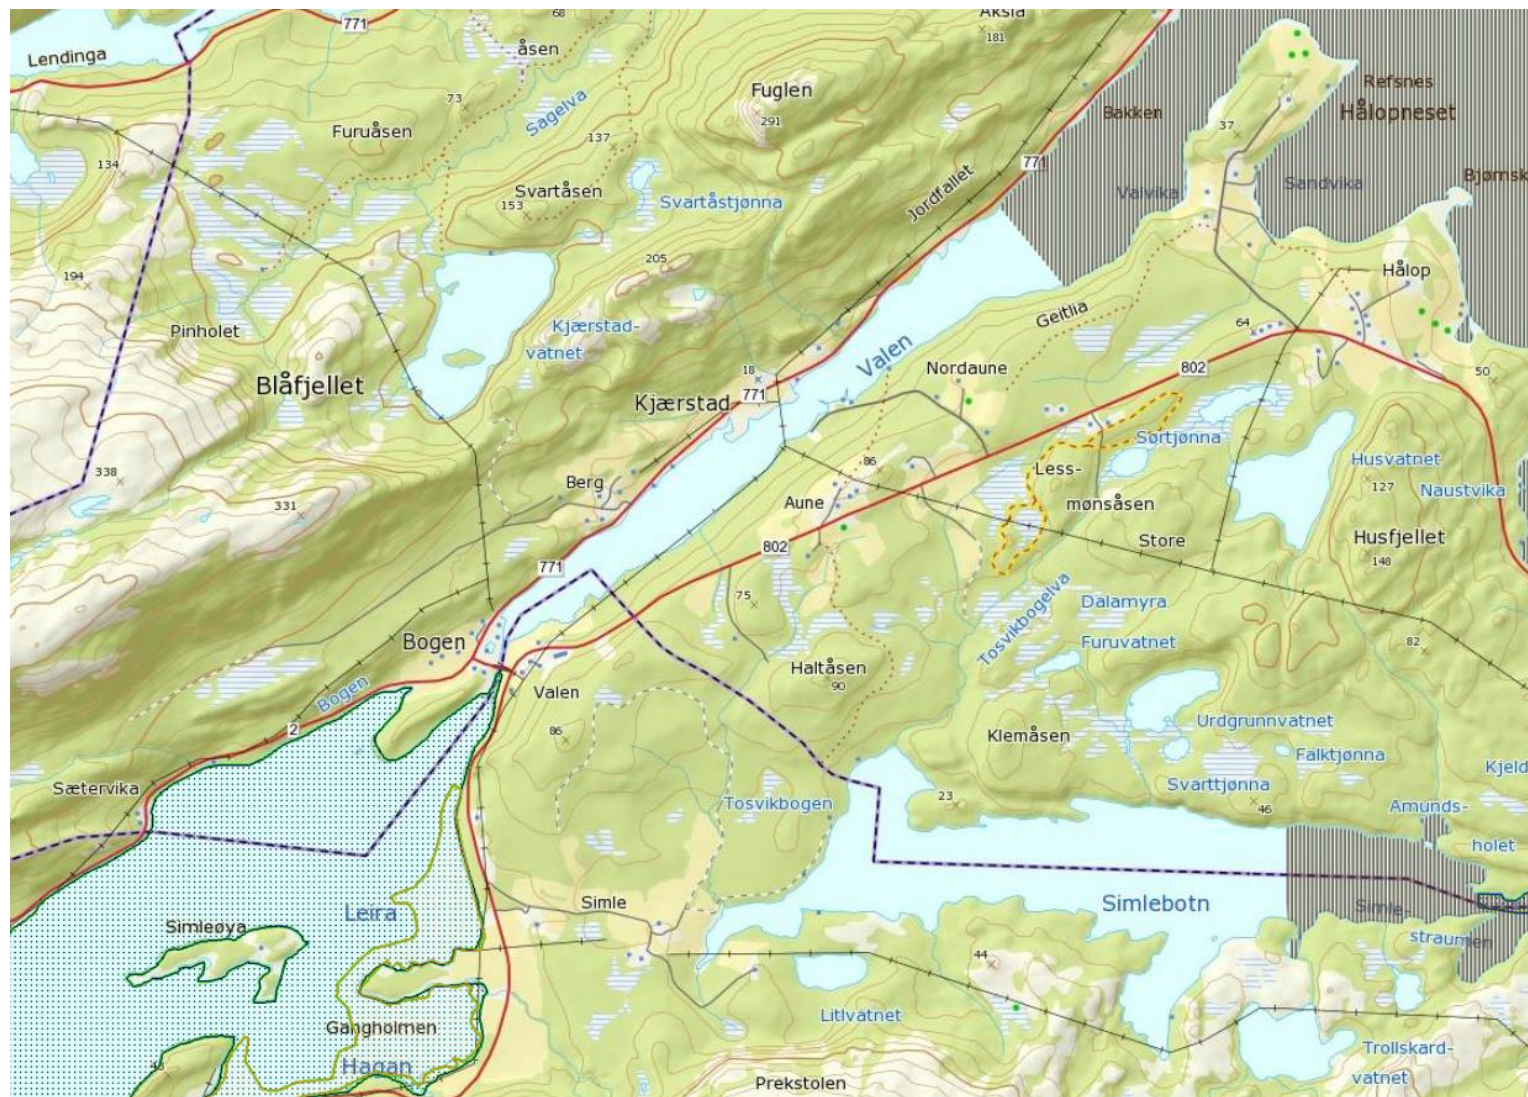 771
68
Aksla
181
Lendinga
åsen
Fuglen
291
Refsnes
Hålopneset
Bakken
37
73
Sagelva
Furuåsen
137
134
771
Svartåsen
153
Svartåstjønna
Jordfallet
Valvika
Sandvika
Bjørnsk
205
194
Hålop
Pinholet
Kjærstad-
vatnet
Geitlia
64
Valen
Blåfjellet
18
Nordaune
802
50
Kjærstad
771
Sørtjønna
338
Berg
86
Less-
Husvatnet
127
Naustvika
331
Aune
mønsåsen
Store
Husfjellet
148
802
771
75
Tosvikbogelva
Dalamyra
Bogen
Furuvatnet
82
Haltåsen
90
Bogen
Valen
2
86
Klemåsen
Urdgrunnvatnet
Falktjønna
Kjeld
Sætervika
Tosvikbogen
23
Svarttjønna
46
Amunds-
holet
Leira
Simle
Simlebotn
Simle-
straumen
Simleøya
44
Litlvatnet
Gangholmen
Hagan
Trollskard-
vatnet
Prekstolen